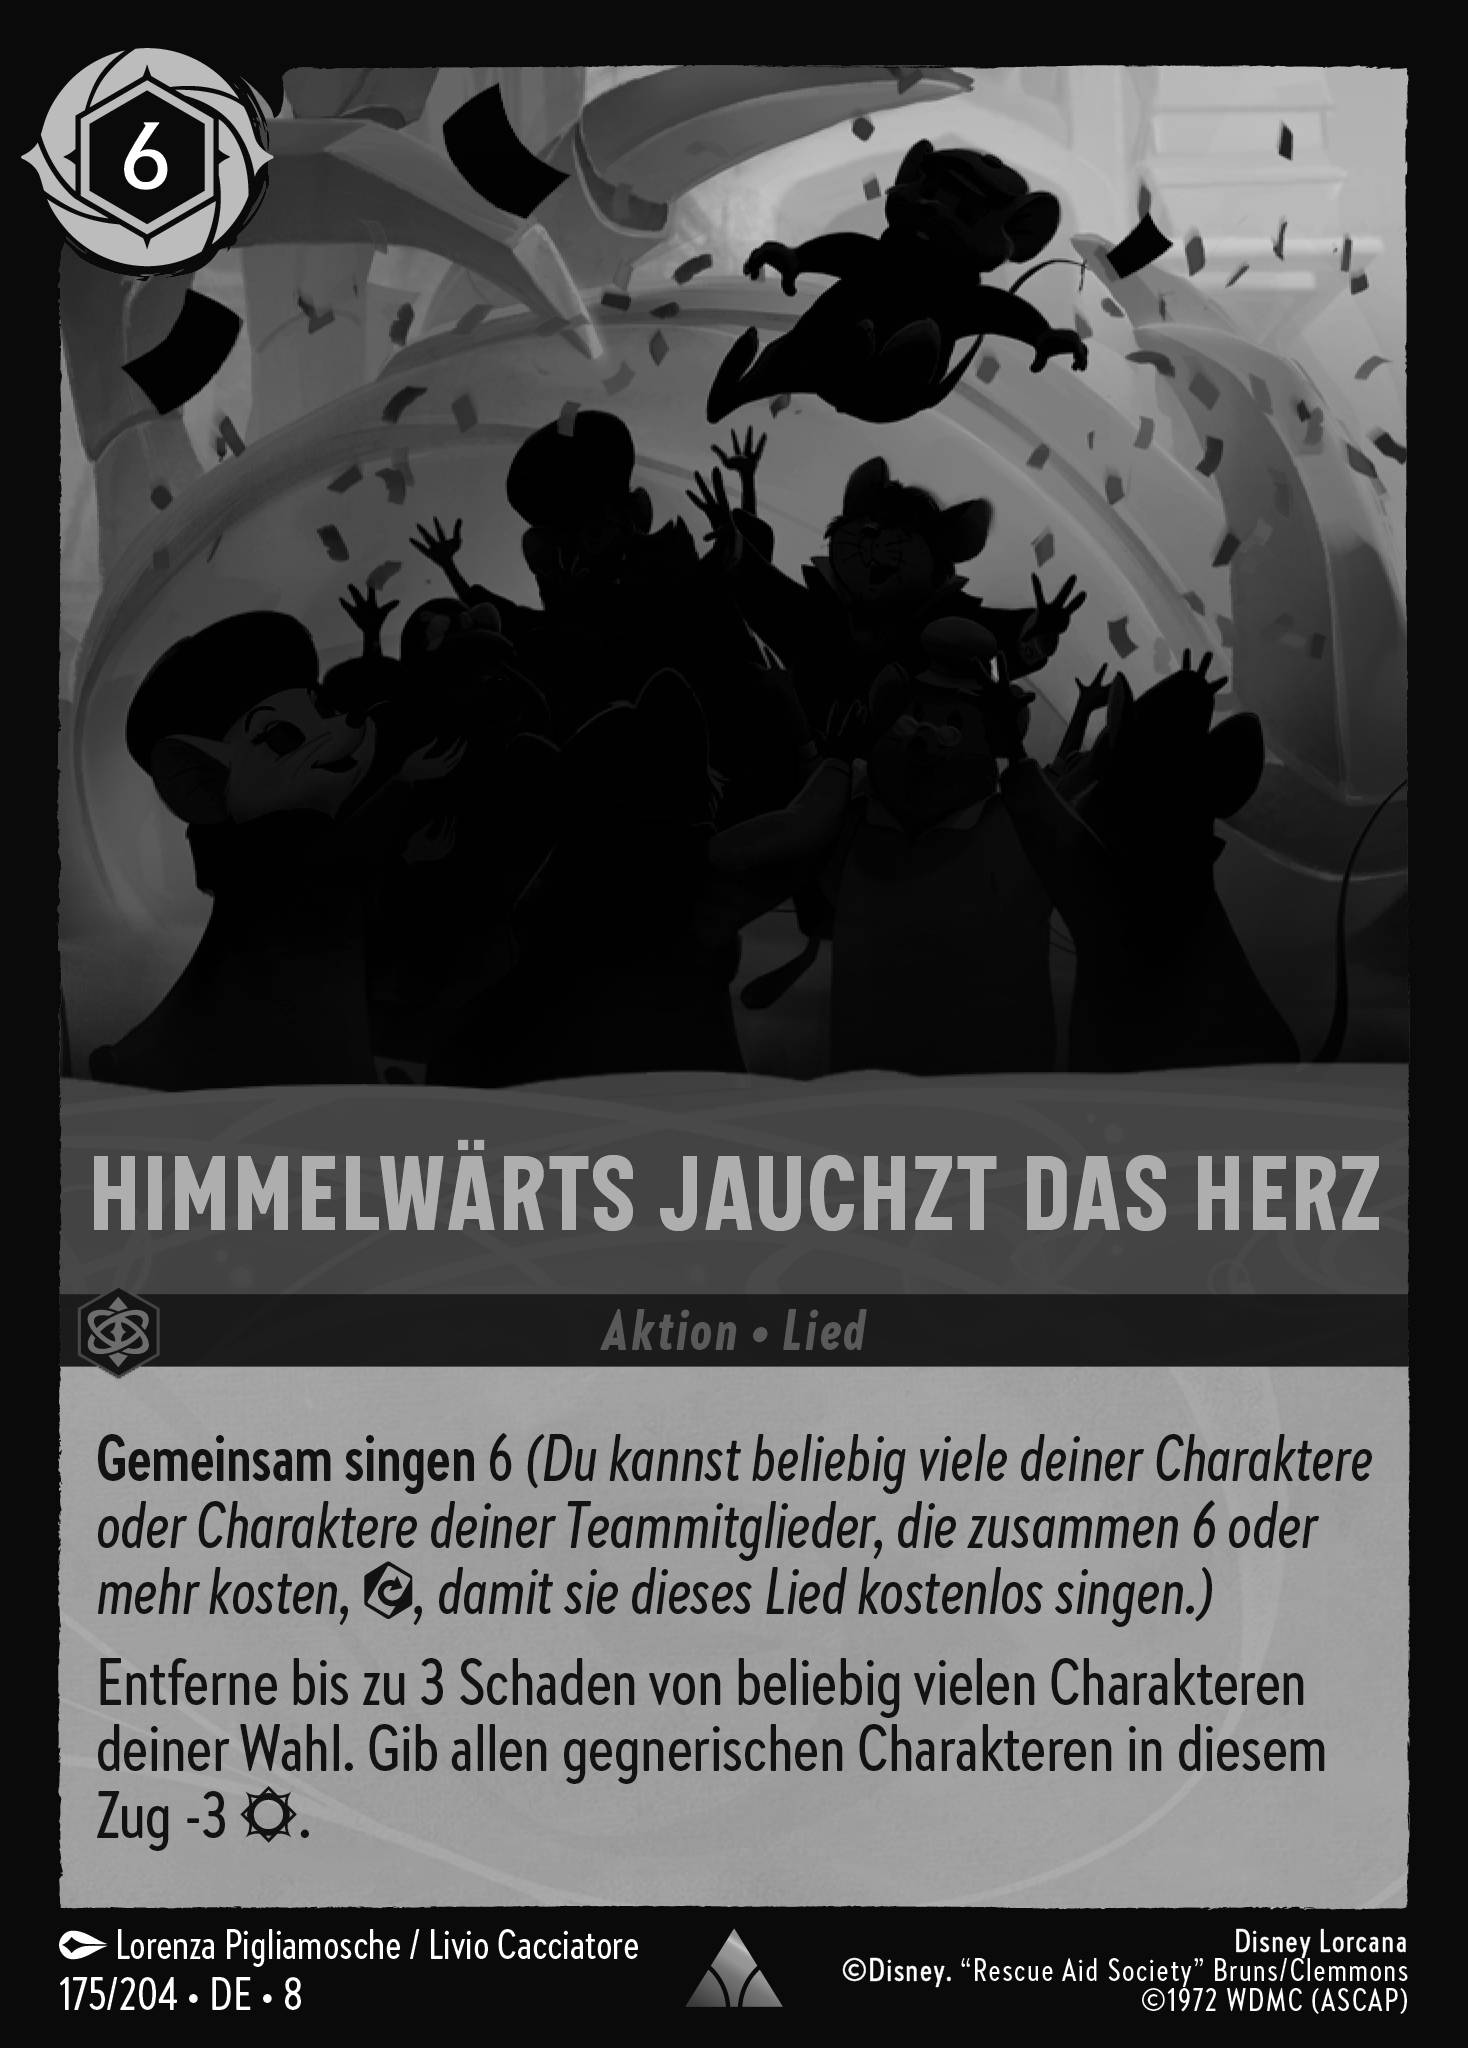 6
HIMMELWÄRTS JAUCHZT DAS HERZ
Aktion • Lied
Gemeinsam singen 6 (Du kannst beliebig viele deiner Charaktere
oder Charaktere deiner Teammitglieder, die zusammen 6 oder
mehr kosten, , damit sie dieses Lied kostenlos singen.)
Entferne bis zu 3 Schaden von beliebig vielen Charakteren
deiner Wahl. Gib allen gegnerischen Charakteren in diesem
Zug -3 .
Lorenza Pigliamosche / Livio Cacciatore
175/204 • DE • 8
Disney Lorcana
©Disney. “Rescue Aid Society” Bruns/Clemmons
©1972 WDMC (ASCAP)